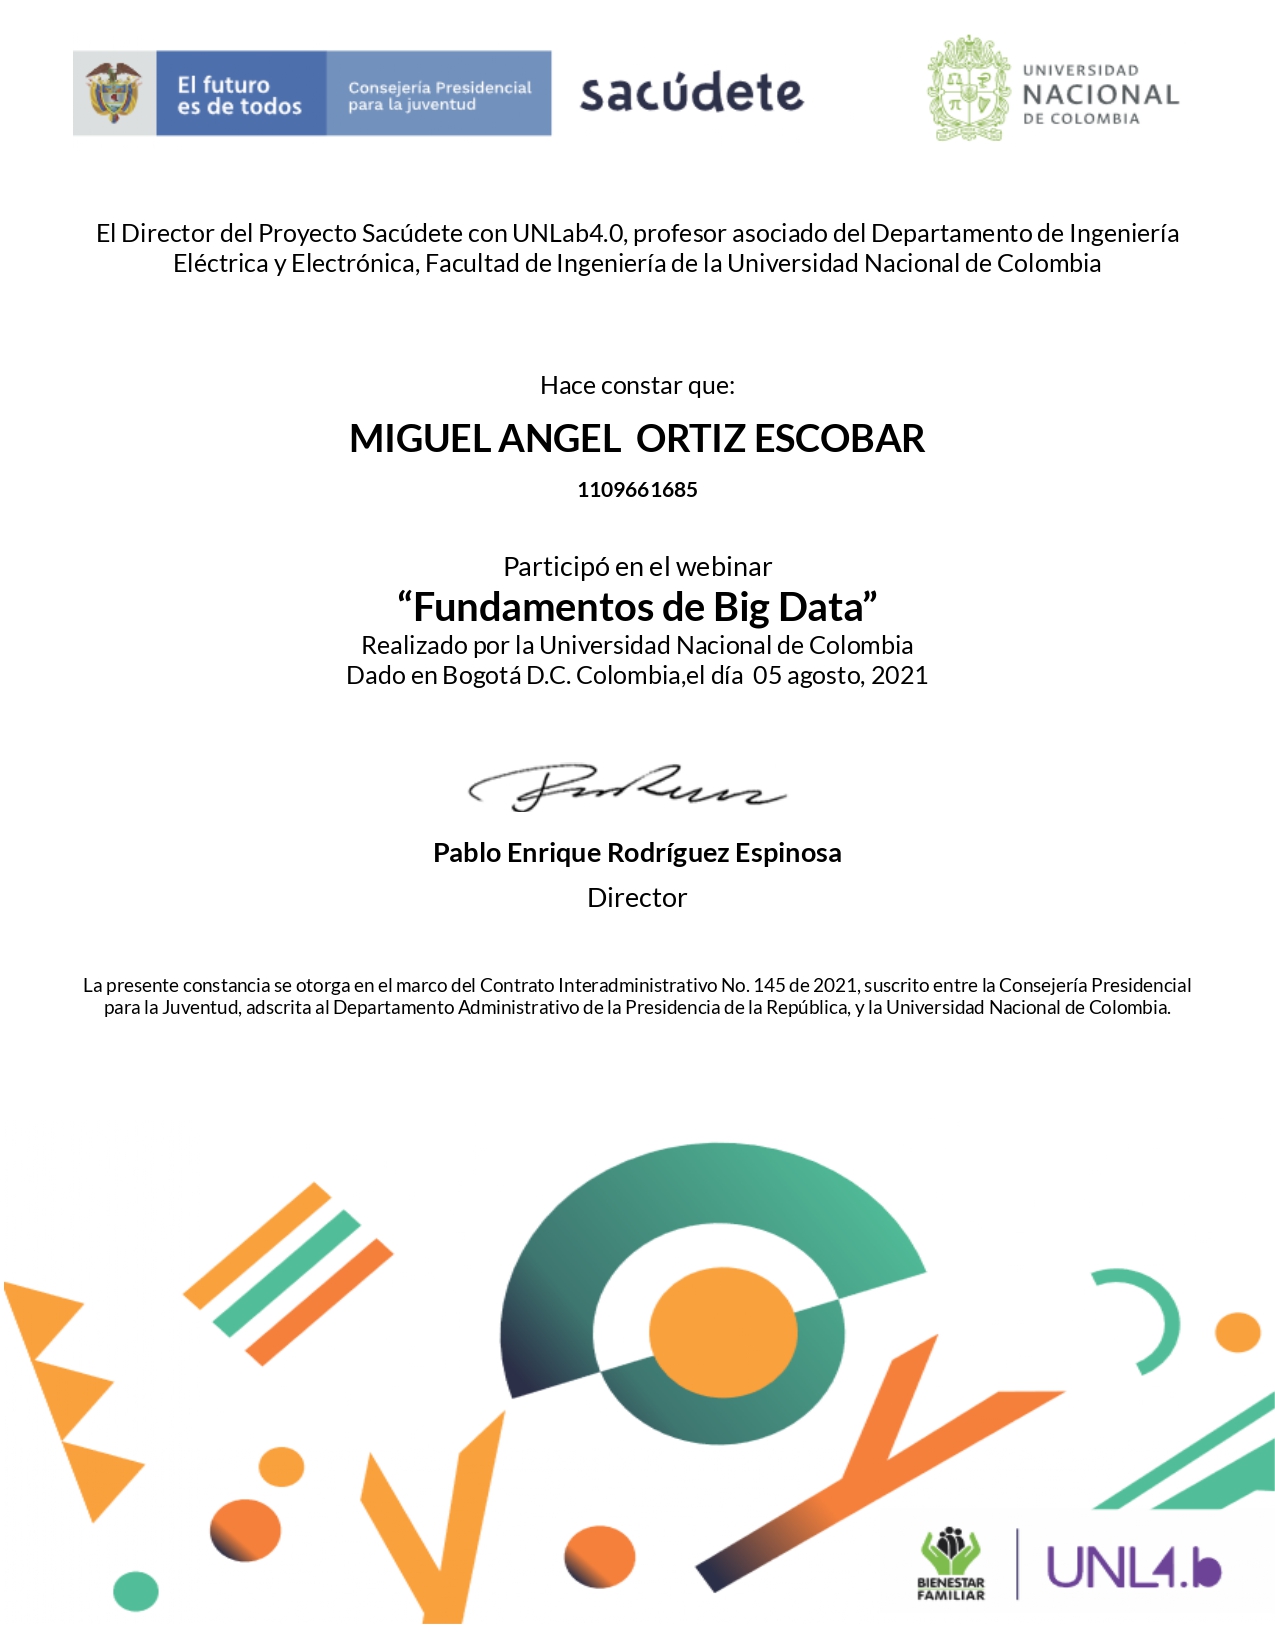 El futuro
es de todos
Consejería Presidencial
para la juventud
sacúdete
UNIVERSIDAD
NACIONAL
DE COLOMBIA
El Director del Proyecto Sacúdete con UNLab4.0, profesor asociado del Departamento de Ingeniería
Eléctrica y Electrónica, Facultad de Ingeniería de la Universidad Nacional de Colombia
Hace constar que:
MIGUEL ANGEL ORTIZ ESCOBAR
1109661685
Participó en el webinar
“Fundamentos de Big Data”
Realizado por la Universidad Nacional de Colombia
Dado en Bogotá D.C. Colombia,el día 05 agosto, 2021
Pablo Enrique Rodríguez Espinosa
Director
La presente constancia se otorga en el marco del Contrato Interadministrativo No. 145 de 2021, suscrito entre la Consejería Presidencial
para la Juventud, adscrita al Departamento Administrativo de la Presidencia de la República, y la Universidad Nacional de Colombia.
BIENESTAR
FAMILIAR
UNL4.b